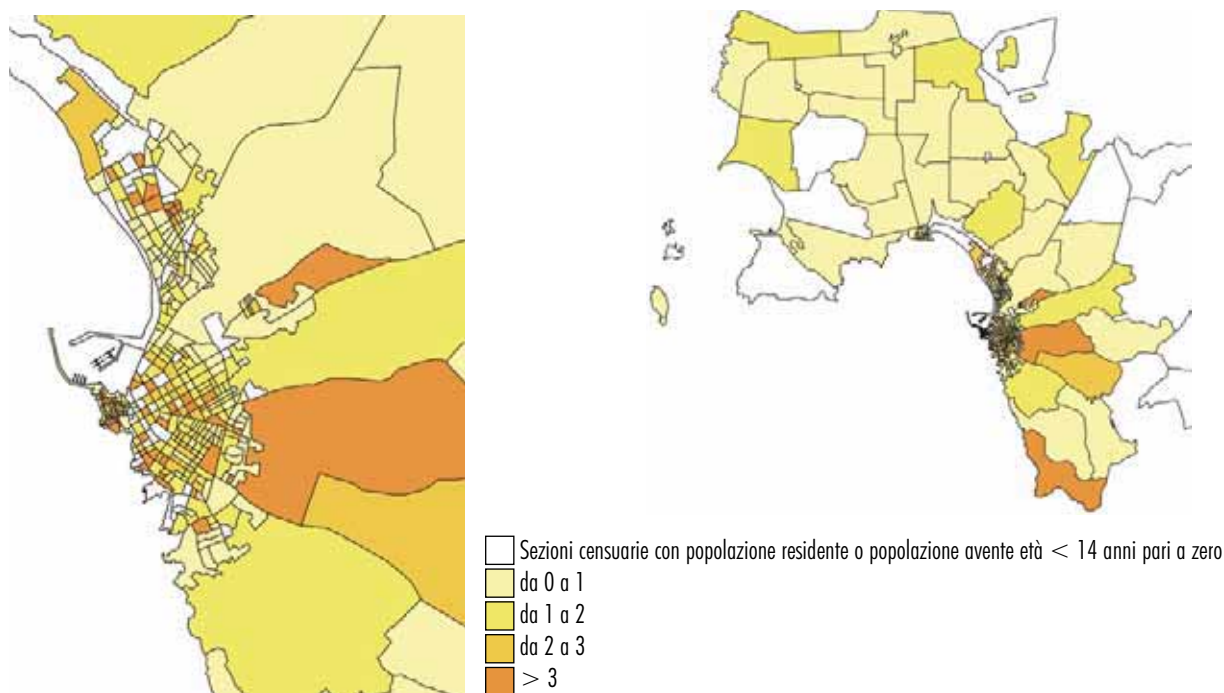 Sezioni censuarie con popolazione residente o popolazione avente età < 14 anni pari a zero
da 0 a 1
da 1 a 2
da 2 a 3
> 3